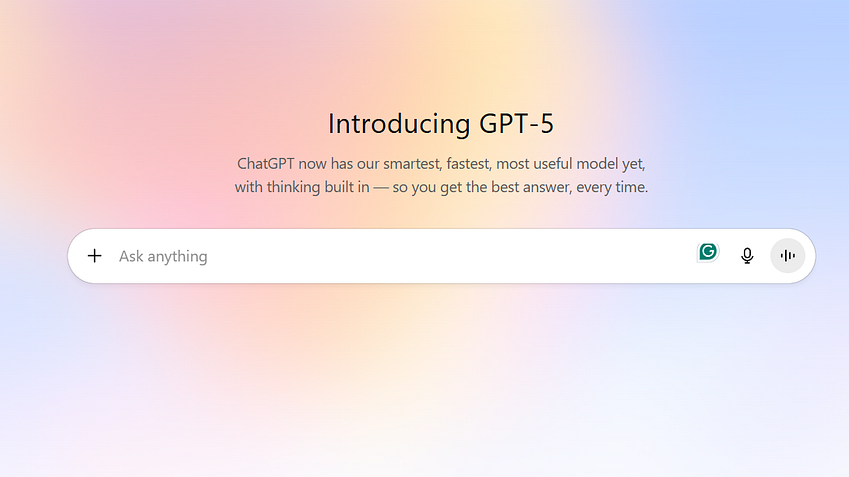 Introducing GPT-5
ChatGPT now has our smartest, fastest, most useful model yet,
with thinking built in — so you get the best answer, every time.
Ask anything